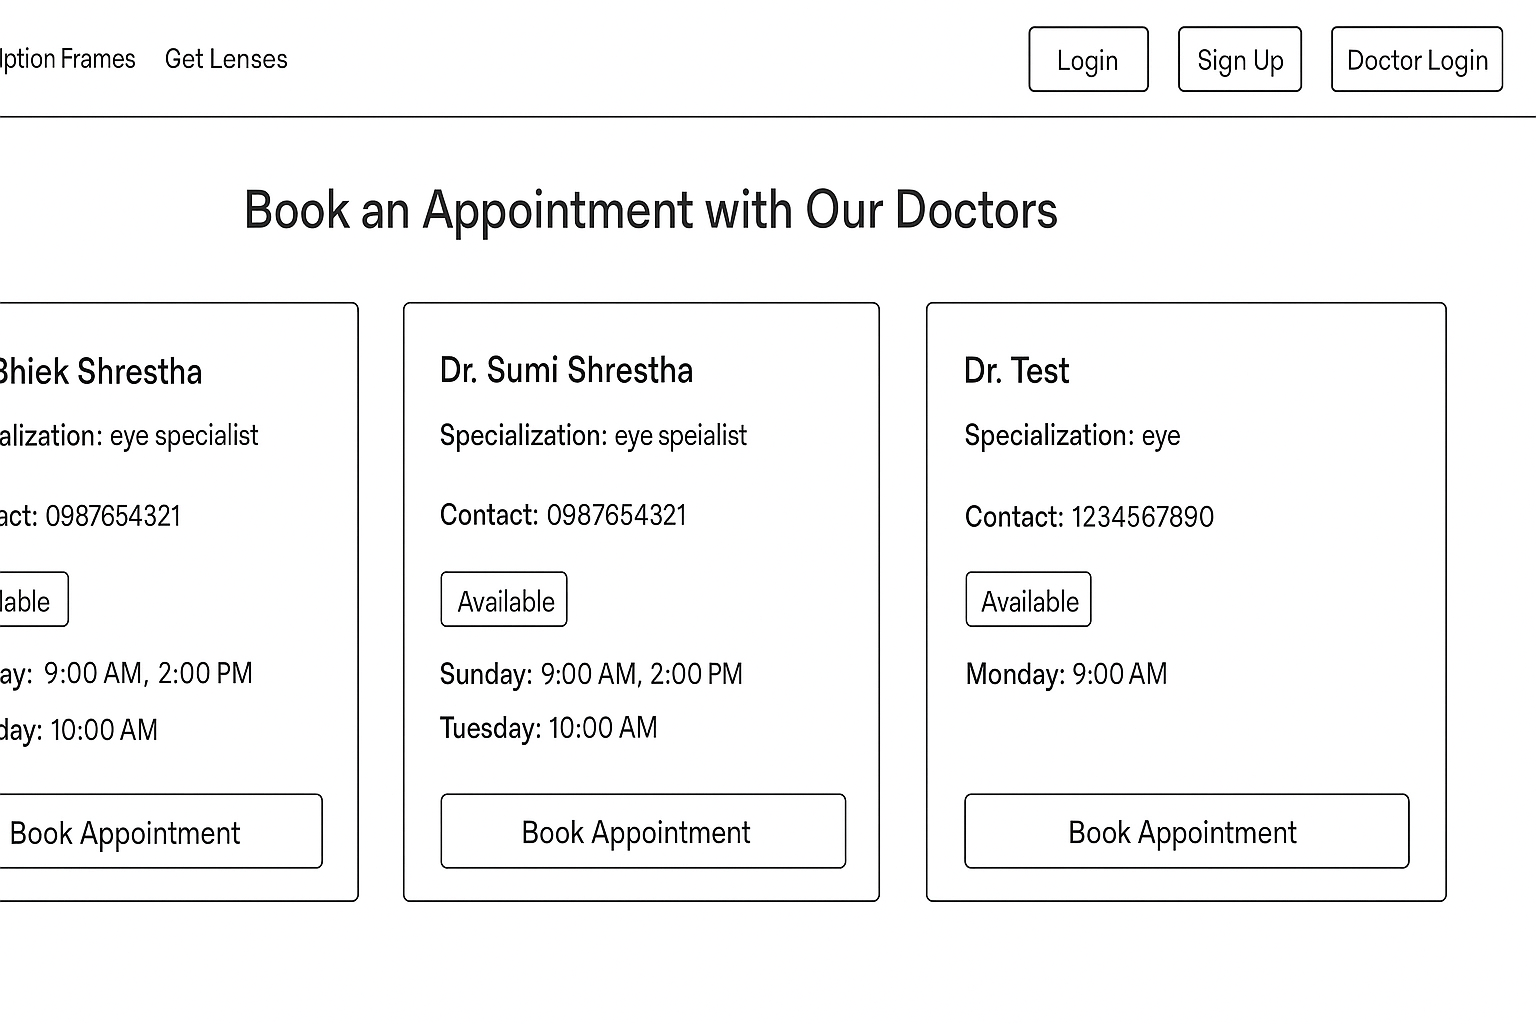 lption Frames Get Lenses Login Sign Up Doctor Login
Book an Appointment with Our Doctors
Bhiek Shrestha
alization: eye specialist
act: 0987654321
lable
ay: 9:00 AM, 2:00 PM
day: 10:00 AM
Book Appointment
Dr. Sumi Shrestha
Specialization: eye speialist
Contact: 0987654321
Available
Sunday: 9:00 AM, 2:00 PM
Tuesday: 10:00 AM
Book Appointment
Dr. Test
Specialization: eye
Contact: 1234567890
Available
Monday: 9:00 AM
Book Appointment